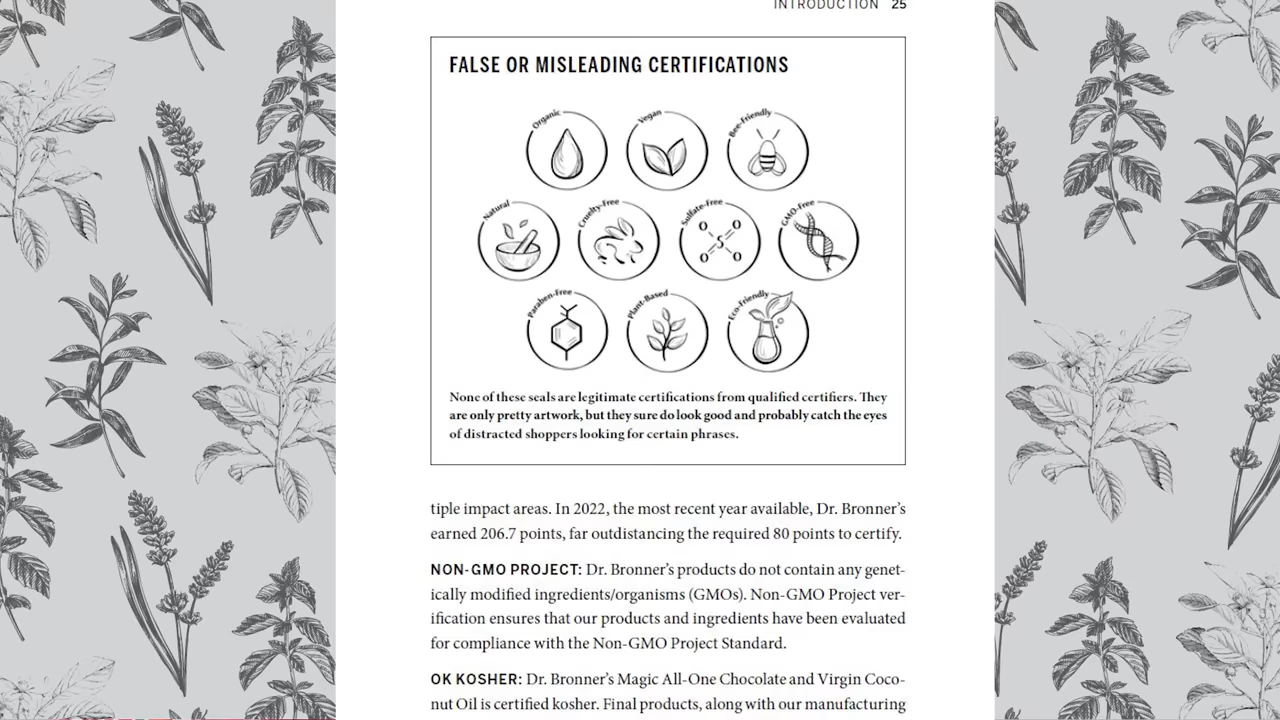 INTRODUCTION 25
FALSE OR MISLEADING CERTIFICATIONS
Organic
Vegan
Bee-Friendly
Natural
Cruelty-Free
Sulfate-Free
O O
S
O O
GMO-Free
Paraben-Free
Plant-Based
Eco-Friendly
None of these seals are legitimate certifications from qualified certifiers. They
are only pretty artwork, but they sure do look good and probably catch the eyes
of distracted shoppers looking for certain phrases.
tiple impact areas. In 2022, the most recent year available, Dr. Bronner’s
earned 206.7 points, far outdistancing the required 80 points to certify.
NON-GMO PROJECT: Dr. Bronner’s products do not contain any genet-
ically modified ingredients/organisms (GMOs). Non-GMO Project ver-
ification ensures that our products and ingredients have been evaluated
for compliance with the Non-GMO Project Standard.
OK KOSHER: Dr. Bronner’s Magic All-One Chocolate and Virgin Coco-
nut Oil is certified kosher. Final products, along with our manufacturing